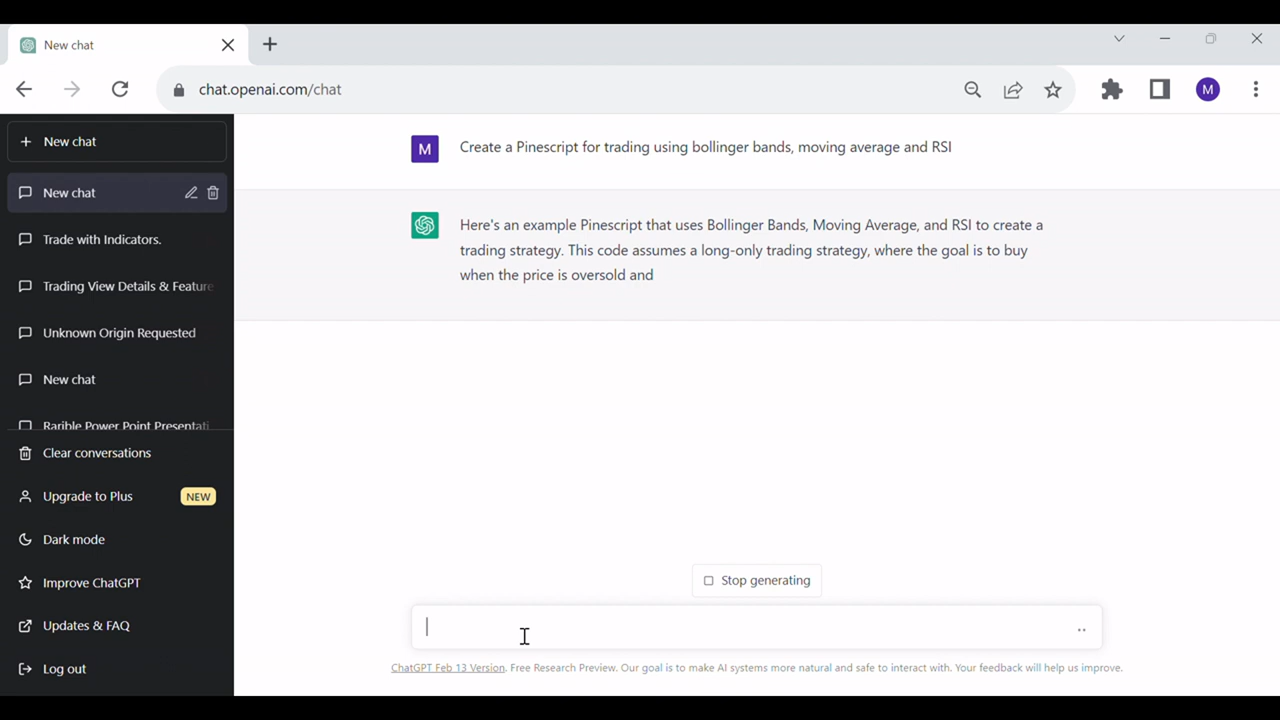 New chat
chat.openai.com/chat
M
New chat
New chat
Trade with Indicators.
Trading View Details & Feature
Unknown Origin Requested
New chat
Rarible Power Point Presentati
Clear conversations
Upgrade to Plus
NEW
Dark mode
Improve ChatGPT
Updates & FAQ
Log out
M
Create a Pinescript for trading using bollinger bands, moving average and RSI
Here's an example Pinescript that uses Bollinger Bands, Moving Average, and RSI to create a
trading strategy. This code assumes a long-only trading strategy, where the goal is to buy
when the price is oversold and
Stop generating
ChatGPT Feb 13 Version. Free Research Preview. Our goal is to make AI systems more natural and safe to interact with. Your feedback will help us improve.